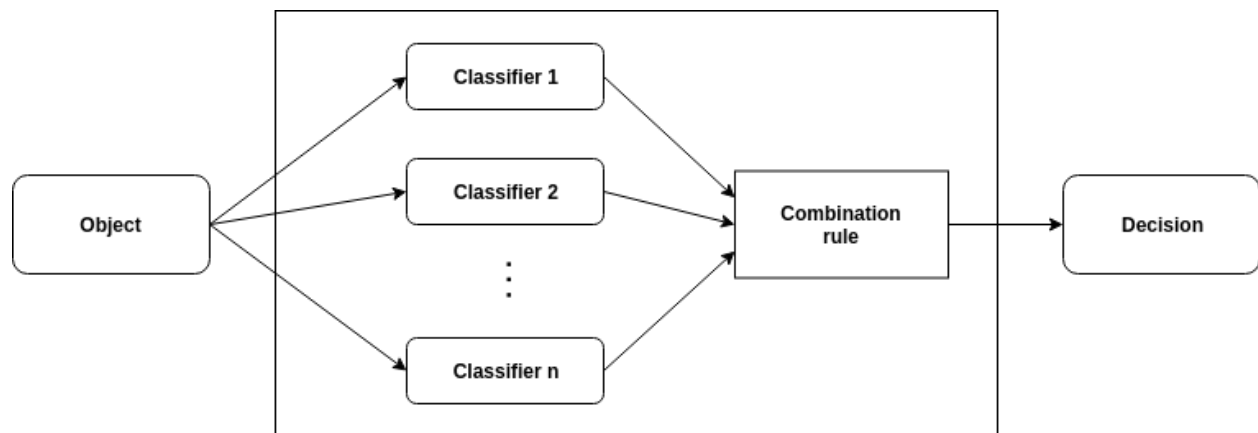 Object
Classifier 1
Classifier 2
Classifier n
Combination
rule
Decision